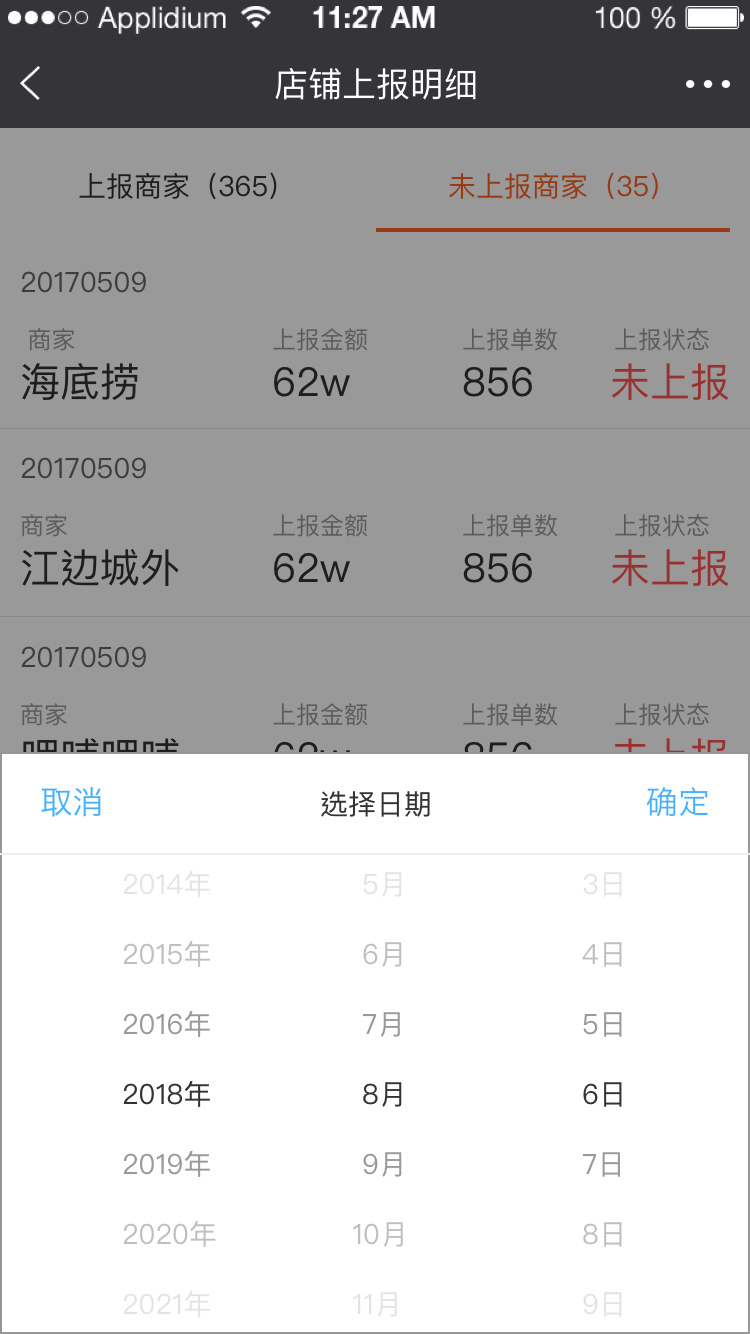 Applidium 11:27 AM 100 %
店铺上报明细
上报商家（365） 未上报商家（35）
20170509
商家 上报金额 上报单数 上报状态
海底捞 62w 856 未上报
20170509
商家 上报金额 上报单数 上报状态
江边城外 62w 856 未上报
20170509
商家 上报金额 上报单数 上报状态
62w 856 未上报
取消 选择日期 确定
2014年 5月 3日
2015年 6月 4日
2016年 7月 5日
2018年 8月 6日
2019年 9月 7日
2020年 10月 8日
2021年 11月 9日